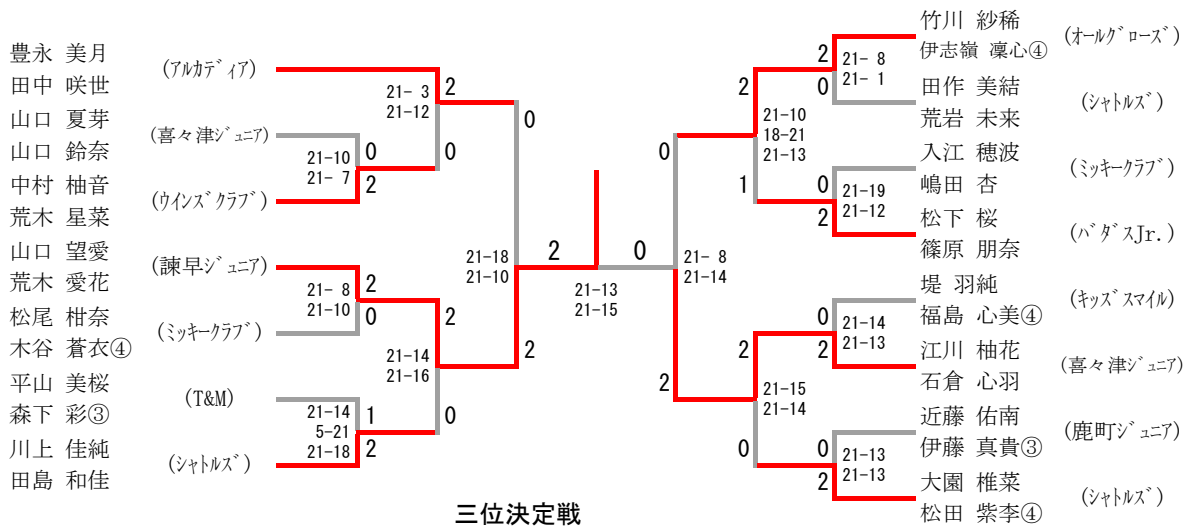 豊永 美月
(アルカディア)
田中 咲世
山口 夏芽
(喜々津ジュニア)
山口 鈴奈
中村 柚音
(ウインズクラブ)
荒木 星菜
山口 望愛
(諫早ジュニア)
荒木 愛花
松尾 柑奈
(ミッキークラブ)
木谷 蒼衣④
平山 美桜
(T&M)
森下 彩③
川上 佳純
(シャトルズ)
田島 和佳
2
21- 3
21-12
0
0
21-10
21- 7
2
0
2
21- 8
21-10
0
2
21-14
21-16
0
1
21-14
5-21
21-18
2
21-18
21-10
2
2
0
21-13
21-15
0
21- 8
21-14
2
2
21-10
18-21
21-13
1
2
21- 8
21- 1
0
0
21-19
21-12
2
2
21-15
21-14
0
0
21-14
21-13
2
0
21-13
21-13
2
竹川 紗稀
(オールグローズ)
伊志嶺 凜心④
田作 美結
(シャトルズ)
荒岩 未来
入江 穂波
(ミッキークラブ)
嶋田 杏
松下 桜
(バダスJr.)
篠原 朋奈
堤 羽純
(キッズスマイル)
福島 心美④
江川 柚花
(喜々津ジュニア)
石倉 心羽
近藤 佑南
(鹿町ジュニア)
伊藤 真貴③
大園 椎菜
(シャトルズ)
松田 紫李④
三位決定戦